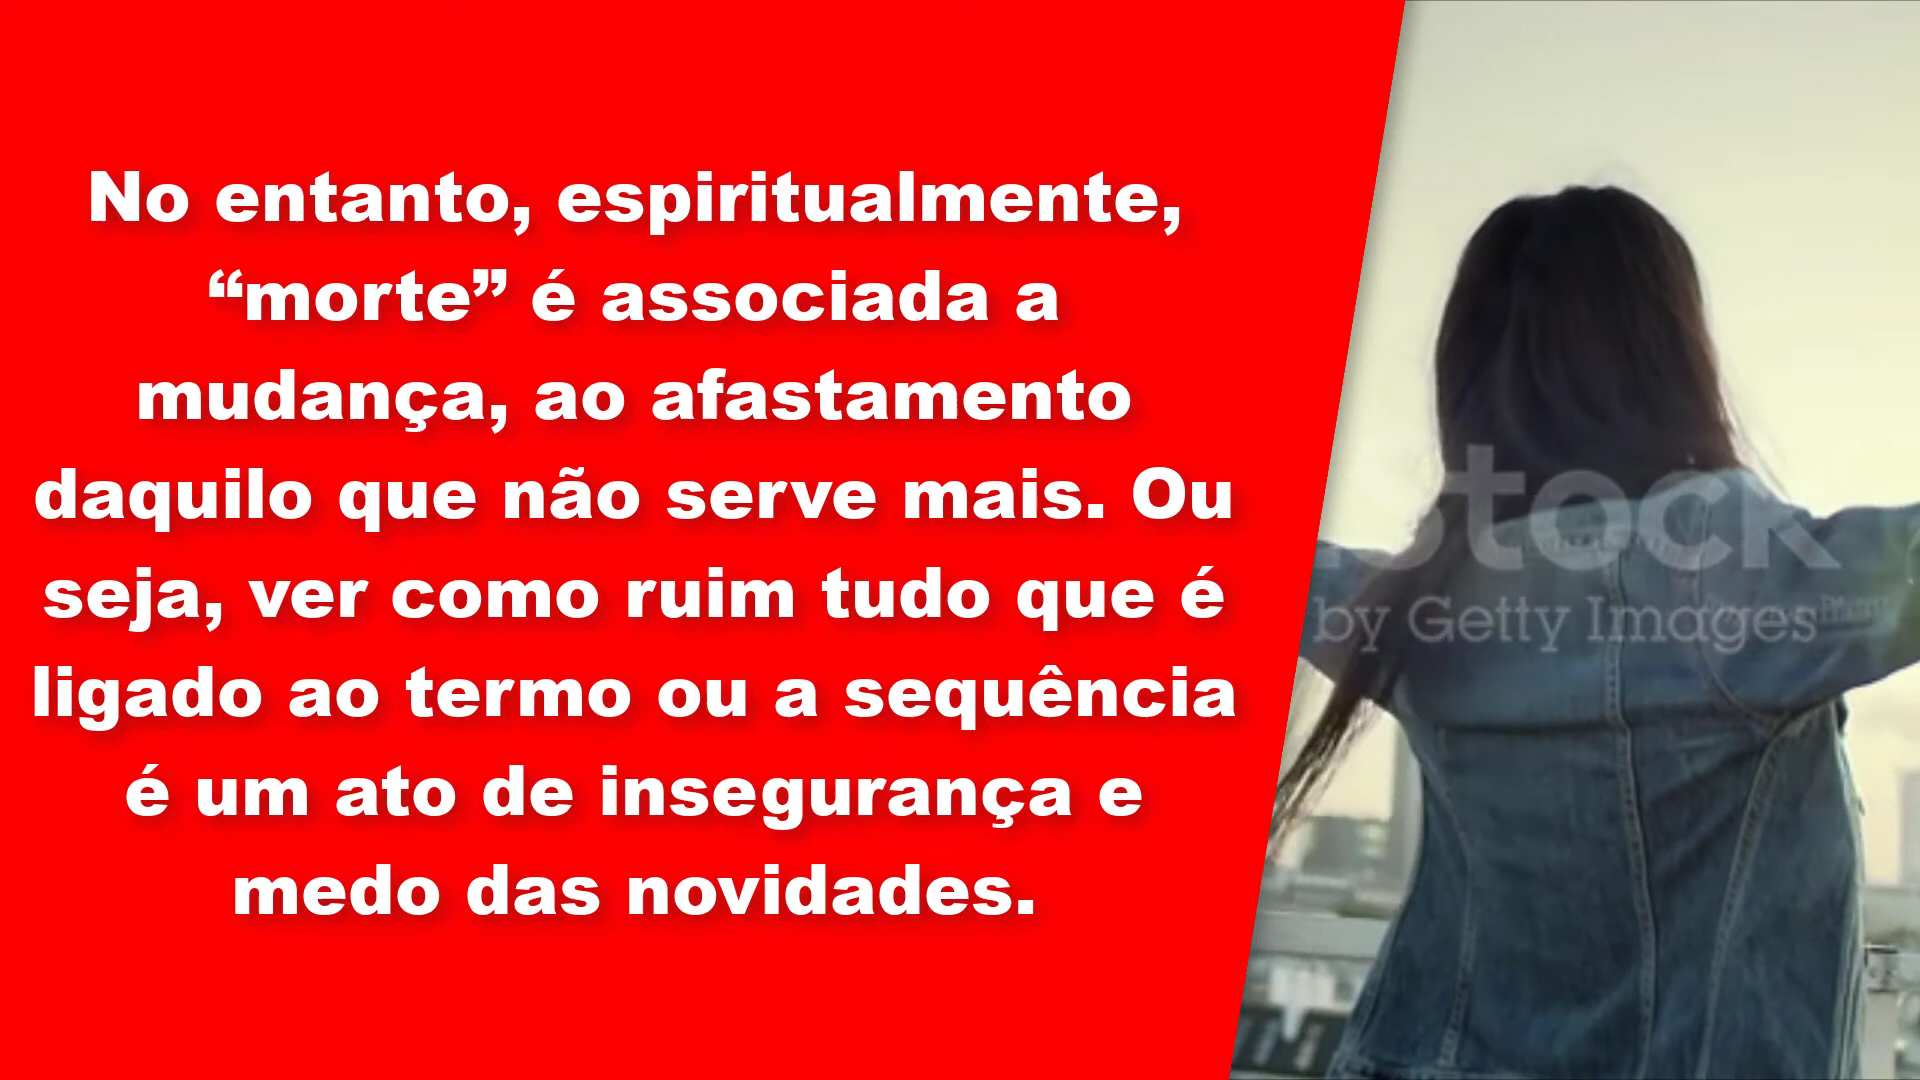 No entanto, espiritualmente,
“morte” é associada a
mudança, ao afastamento
daquilo que não serve mais. Ou
seja, ver como ruim tudo que é
ligado ao termo ou a sequência
é um ato de insegurança e
medo das novidades.
stock
by Getty Images